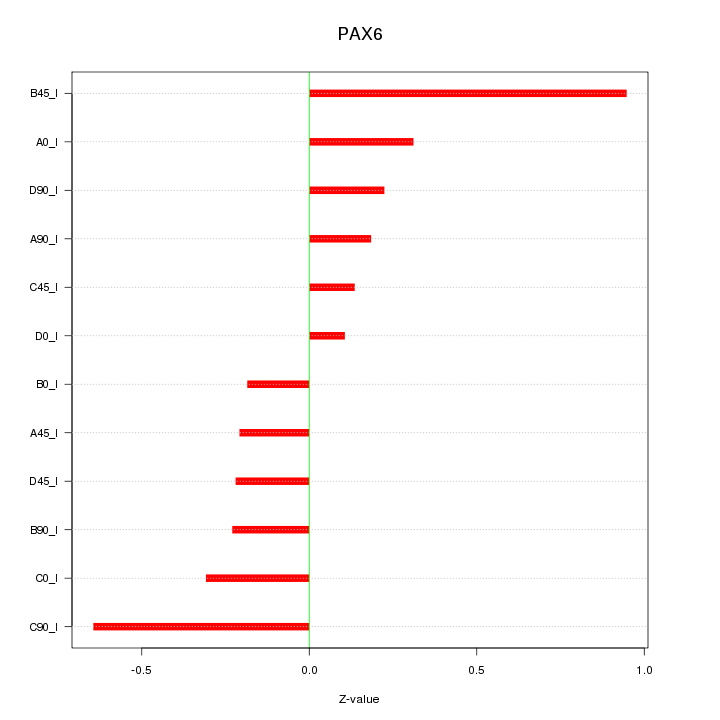 PAX6
B45_I
A0_I
D90_I
A90_I
C45_I
D0_I
B0_I
A45_I
D45_I
B90_I
C0_I
C90_I
-0.5 0.0 0.5 1.0
Z-value